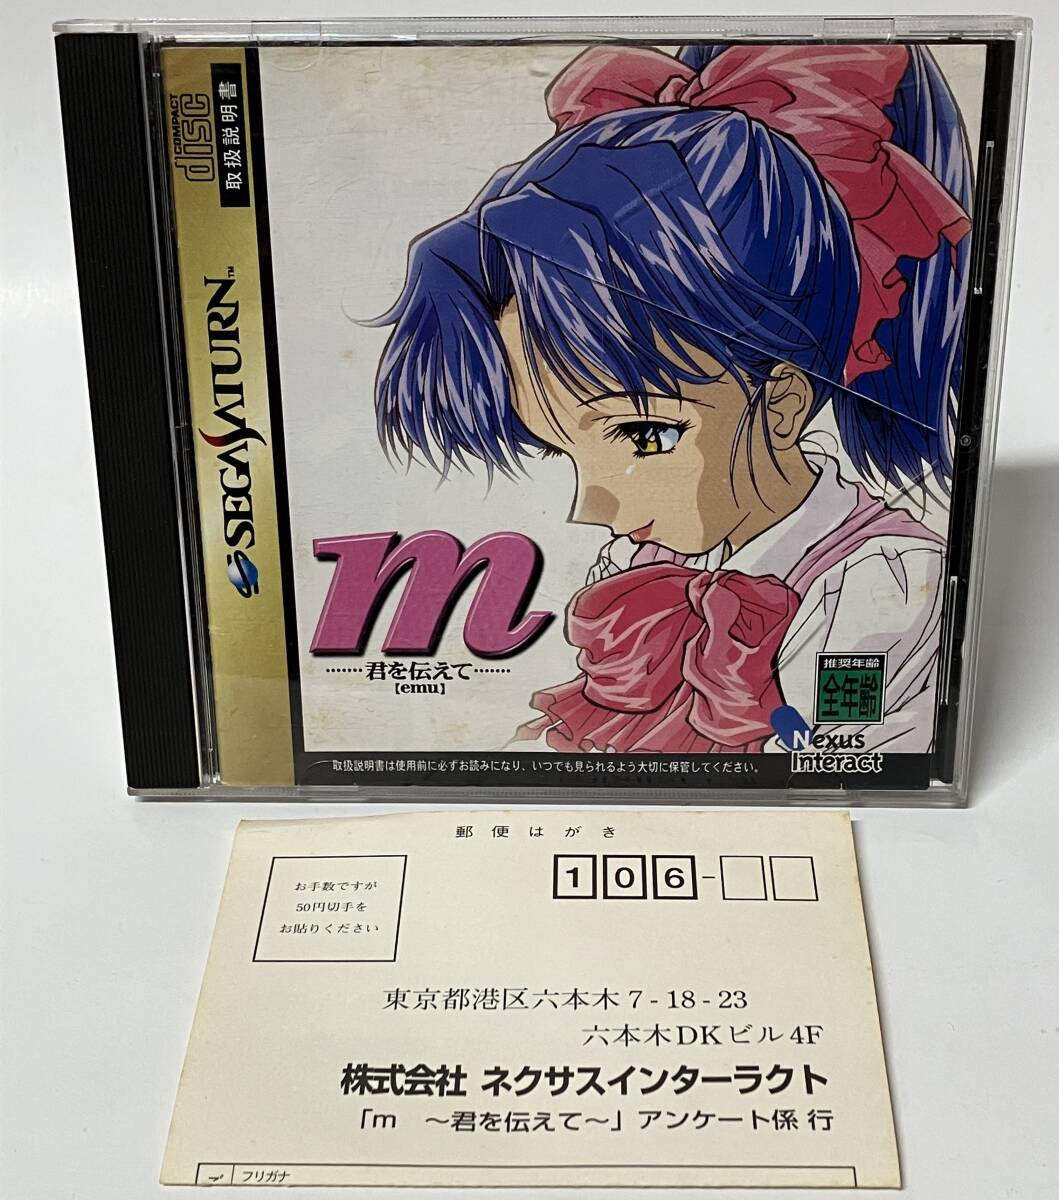 COMPACT
disc
取扱説明書
SEGA SATURN™
m
……君を伝えて……
【emu】
推奨年齢
全年齢
Nexus
Interact
取扱説明書は使用前に必ずお読みになり、いつでも見られるよう大切に保管してください。
郵便はがき
お手数ですが
50円切手を
お貼りください
106-
東京都港区六本木7-18-23
六本木DKビル4F
株式会社 ネクサスインターラクト
「m ～君を伝えて～」アンケート係 行
フリガナ